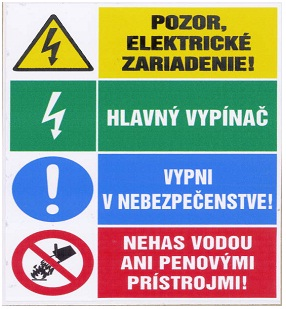 POZOR,
ELEKTRICKÉ
ZARIADENIE!
HLAVNÝ VYPÍNAČ
VYPNI
V NEBEZPEČENSTVE!
NEHAS VODOU
ANI PENOVÝMI
PRÍSTROJMI!